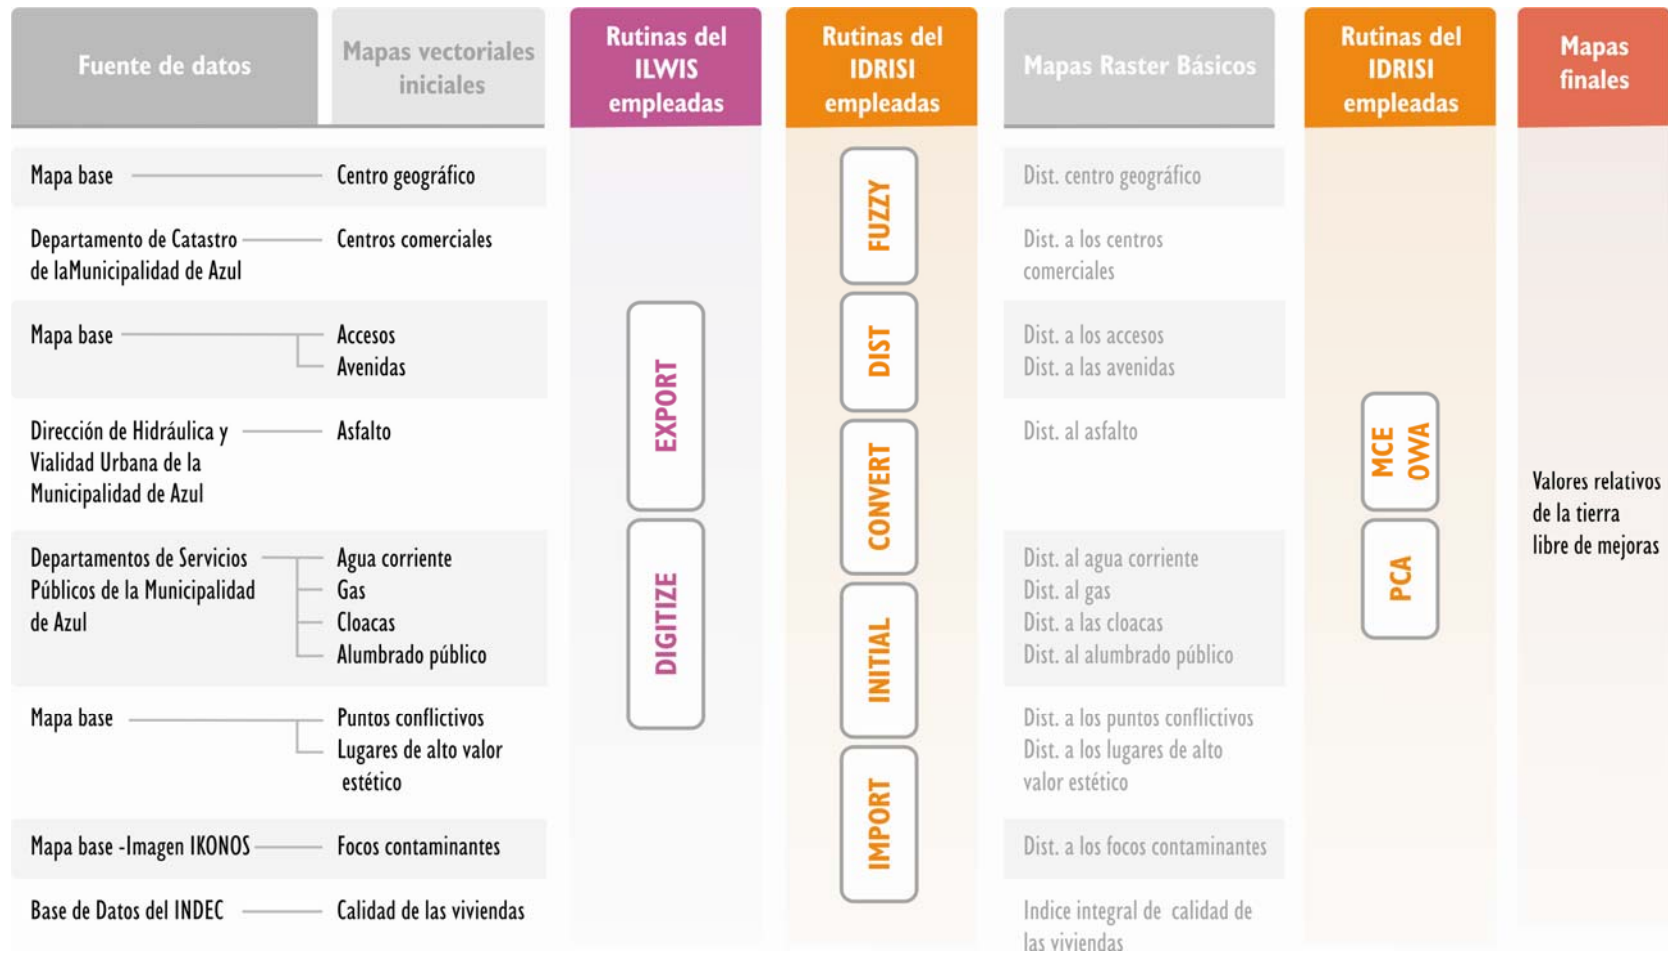 Fuente de datos
Mapas vectoriales
iniciales
Rutinas del
ILWIS
empleadas
Rutinas del
IDRISI
empleadas
Mapas Raster Básicos
Rutinas del
IDRISI
empleadas
Mapas
finales
Mapa base
Centro geográfico
Departamento de Catastro
de laMunicipalidad de Azul
Centros comerciales
Mapa base
Accesos
Avenidas
Dirección de Hidráulica y
Vialidad Urbana de la
Municipalidad de Azul
Asfalto
Departamentos de Servicios
Públicos de la Municipalidad
de Azul
Agua corriente
Gas
Cloacas
Alumbrado público
Mapa base
Puntos conflictivos
Lugares de alto valor
estético
Mapa base -Imagen IKONOS
Focos contaminantes
Base de Datos del INDEC
Calidad de las viviendas
EXPORT
DIGITIZE
FUZZY
DIST
CONVERT
INITIAL
IMPORT
Dist. centro geográfico
Dist. a los centros
comerciales
Dist. a los accesos
Dist. a las avenidas
Dist. al asfalto
Dist. al agua corriente
Dist. al gas
Dist. a las cloacas
Dist. al alumbrado público
Dist. a los puntos conflictivos
Dist. a los lugares de alto
valor estético
Dist. a los focos contaminantes
Indice integral de calidad de
las viviendas
MCE
OWA
PCA
Valores relativos
de la tierra
libre de mejoras